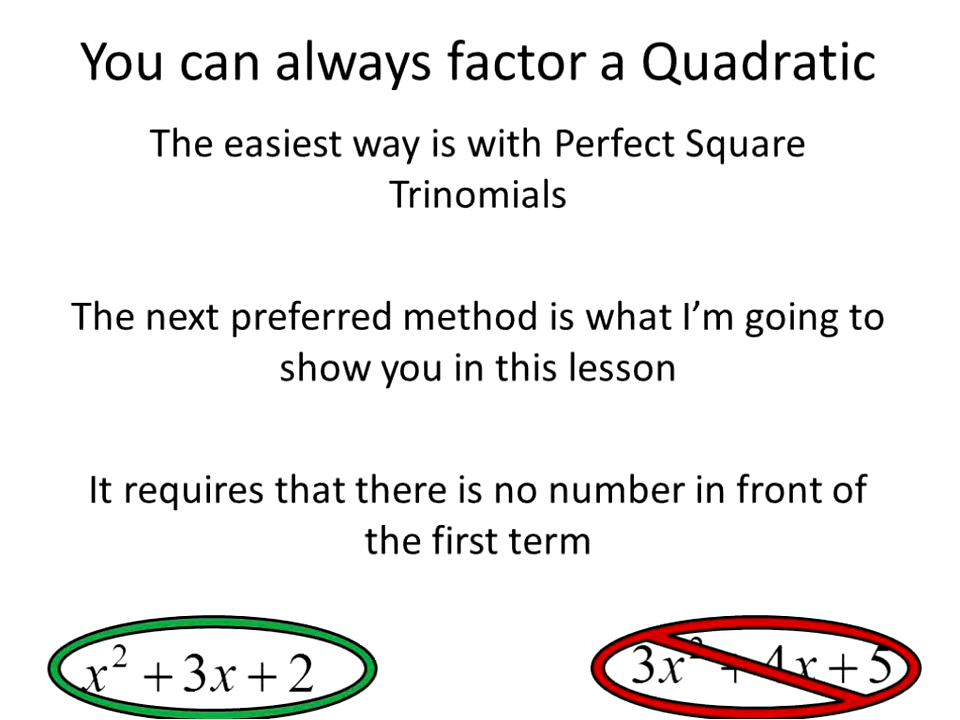 You can always factor a Quadratic
The easiest way is with Perfect Square
Trinomials
The next preferred method is what I’m going to
show you in this lesson
It requires that there is no number in front of
the first term
x² + 3x + 2
3x² + 4x + 5